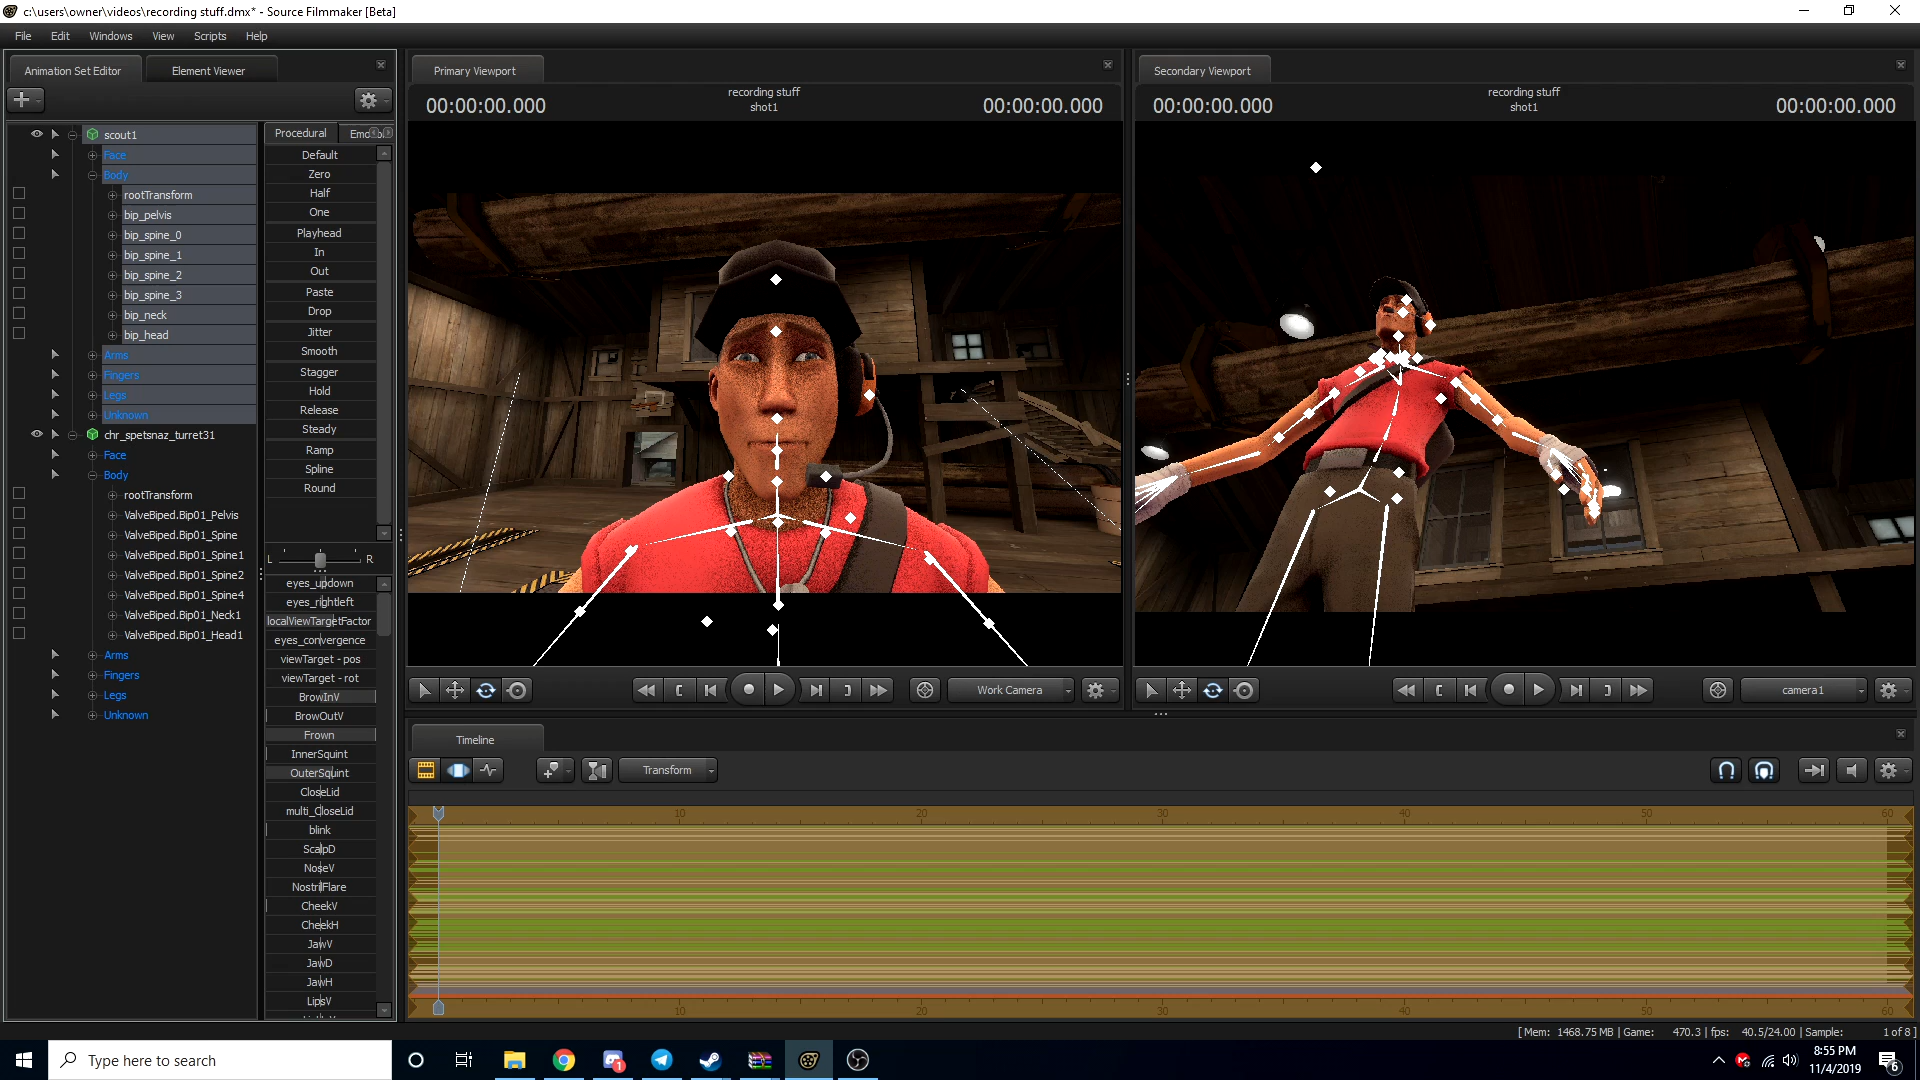 c:\users\owner\videos\recording stuff.dmx* - Source Filmmaker [Beta]
File Edit Windows View Scripts Help
Animation Set Editor
Element Viewer
scout1
Face
Body
rootTransform
bip_pelvis
bip_spine_0
bip_spine_1
bip_spine_2
bip_spine_3
bip_neck
bip_head
Arms
Fingers
Legs
Unknown
chr_spetsnaz_turret31
Face
Body
rootTransform
ValveBiped.Bip01_Pelvis
ValveBiped.Bip01_Spine
ValveBiped.Bip01_Spine1
ValveBiped.Bip01_Spine2
ValveBiped.Bip01_Spine4
ValveBiped.Bip01_Neck1
ValveBiped.Bip01_Head1
Arms
Fingers
Legs
Unknown
Procedural
Default
Zero
Half
One
Playhead
In
Out
Paste
Drop
Jitter
Smooth
Stagger
Hold
Release
Steady
Ramp
Spline
Round
L R
eyes_updown
eyes_rightleft
localViewTargetFactor
eyes_convergence
viewTarget - pos
viewTarget - rot
BrowInV
BrowOutV
Frown
InnerSquint
OuterSquint
CloseLid
multi_CloseLid
blink
ScalpD
NoseV
NostrilFlare
CheekV
CheekH
JawV
JawD
JawH
LipsV
Primary Viewport
00:00:00.000
recording stuff
shot1
00:00:00.000
Work Camera
Secondary Viewport
00:00:00.000
recording stuff
shot1
00:00:00.000
camera1
Timeline
Transform
10 20 30 40 50 60
10 20 30 40 50 60
[ Mem: 1468.75 MB | Game: 470.3 | fps: 40.5/24.00 | Sample: 1 of 8 ]
Type here to search
1
8:55 PM
11/4/2019
6